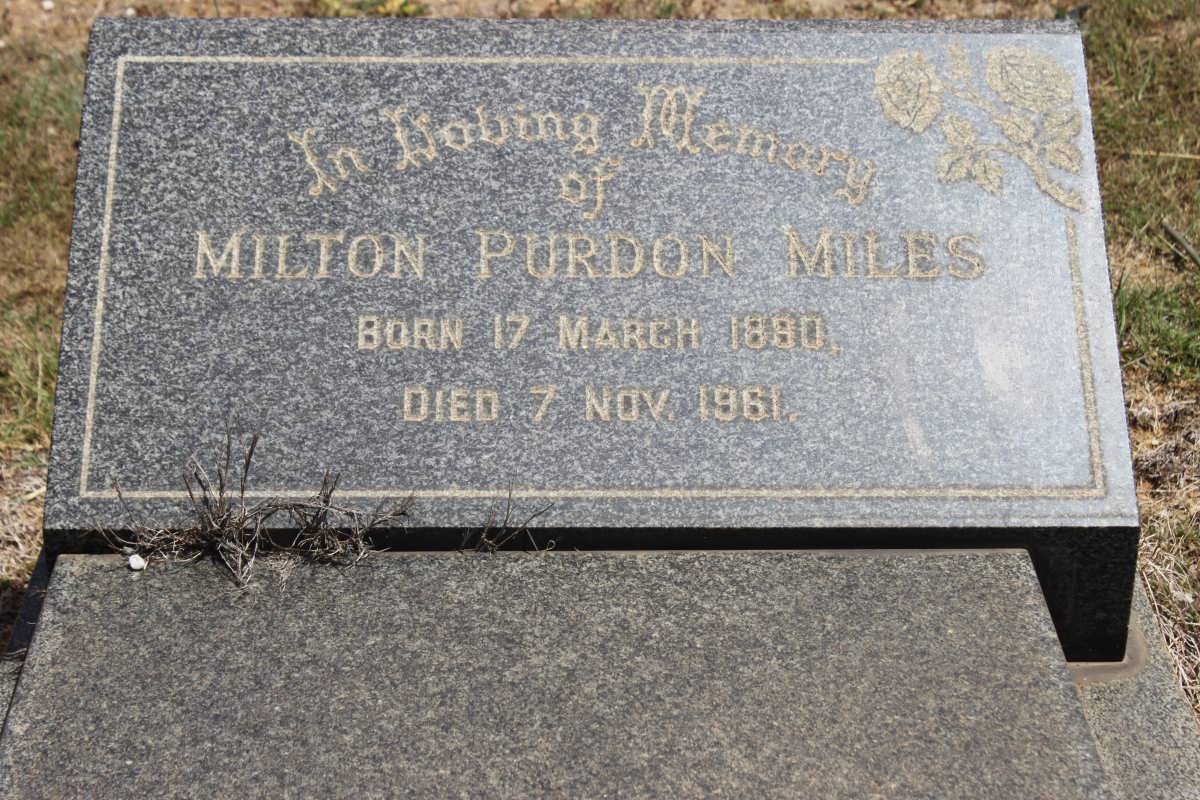 In Loving Memory
of
MILTON PURDON MILES
BORN 17 MARCH 1880,
DIED 7 NOV. 1961.